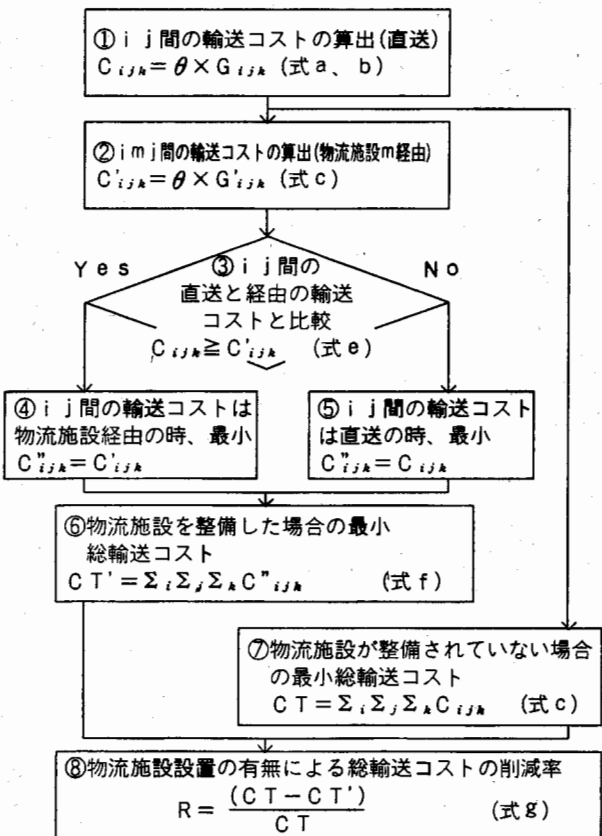 ①ｉｊ間の輸送コストの算出(直送)
Cijk=θ×Gijk (式a、b)
②ｉｍｊ間の輸送コストの算出(物流施設m経由)
C'ijk=θ×G'ijk (式c)
Yes
No
③ｉｊ間の
直送と経由の輸送
コストと比較
Cijk≧C'ijk (式e)
④ｉｊ間の輸送コストは
物流施設経由の時、最小
C"ijk=C'ijk
⑤ｉｊ間の輸送コスト
は直送の時、最小
C"ijk=Cijk
⑥物流施設を整備した場合の最小
総輸送コスト
CT'=ΣiΣjΣkC"ijk (式f)
⑦物流施設が整備されていない場合
の最小総輸送コスト
CT=ΣiΣjΣkCijk (式c)
⑧物流施設設置の有無による総輸送コストの削減率
R= (CT-CT') / CT (式g)